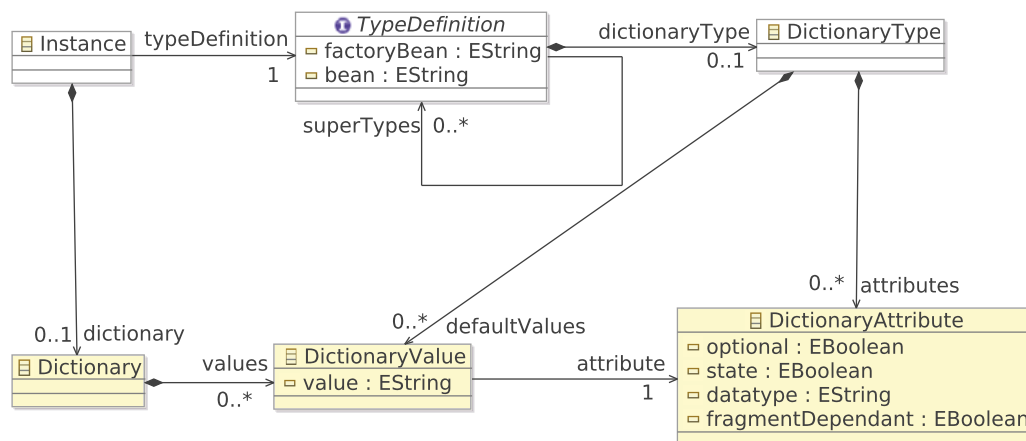 Instance
typeDefinition
1
I
TypeDefinition
factoryBean : EString
bean : EString
superTypes
0..*
dictionaryType
0..1
DictionaryType
0..1
dictionary
0..*
defaultValues
0..*
attributes
Dictionary
values
0..*
DictionaryValue
value : EString
attribute
1
DictionaryAttribute
optional : EBoolean
state : EBoolean
datatype : EString
fragmentDependant : EBoolean